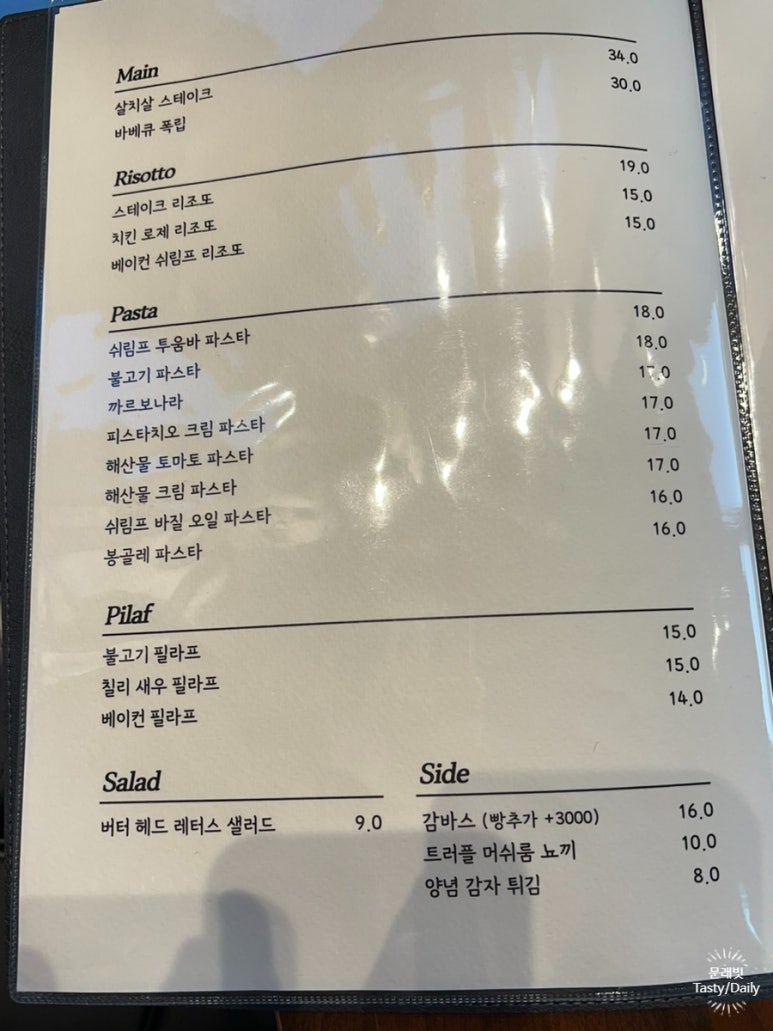 Main
살치살 스테이크 34.0
바베큐 폭립 30.0
Risotto
스테이크 리조또 19.0
치킨 로제 리조또 15.0
베이컨 쉬림프 리조또 15.0
Pasta
쉬림프 투움바 파스타 18.0
불고기 파스타 18.0
까르보나라
피스타치오 크림 파스타 17.0
해산물 토마토 파스타 17.0
해산물 크림 파스타 17.0
쉬림프 바질 오일 파스타 16.0
봉골레 파스타 16.0
Pilaf
불고기 필라프 15.0
칠리 새우 필라프 15.0
베이컨 필라프 14.0
Salad
버터 헤드 레터스 샐러드 9.0
Side
감바스 (빵추가 +3000) 16.0
트러플 머쉬룸 뇨끼 10.0
양념 감자 튀김 8.0
문래빗
Tasty/Daily